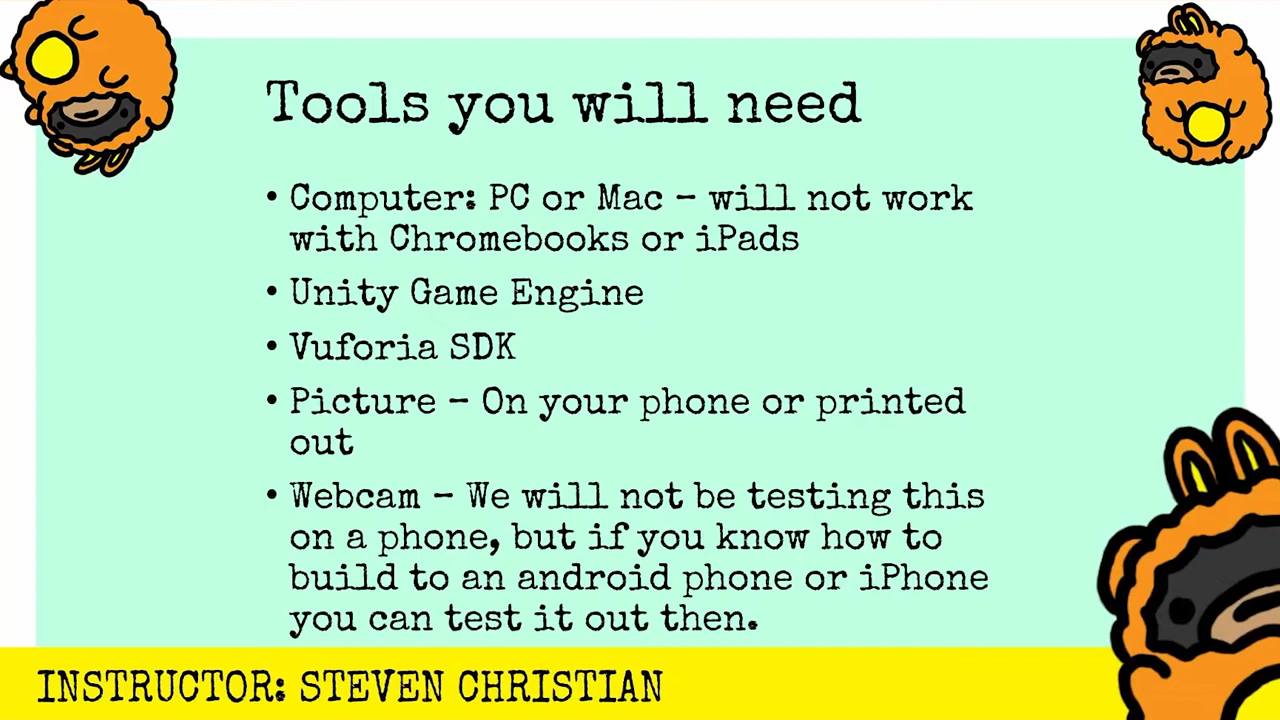 Tools you will need
• Computer: PC or Mac – will not work
with Chromebooks or iPads
• Unity Game Engine
• Vuforia SDK
• Picture – On your phone or printed
out
• Webcam – We will not be testing this
on a phone, but if you know how to
build to an android phone or iPhone
you can test it out then.
INSTRUCTOR: STEVEN CHRISTIAN